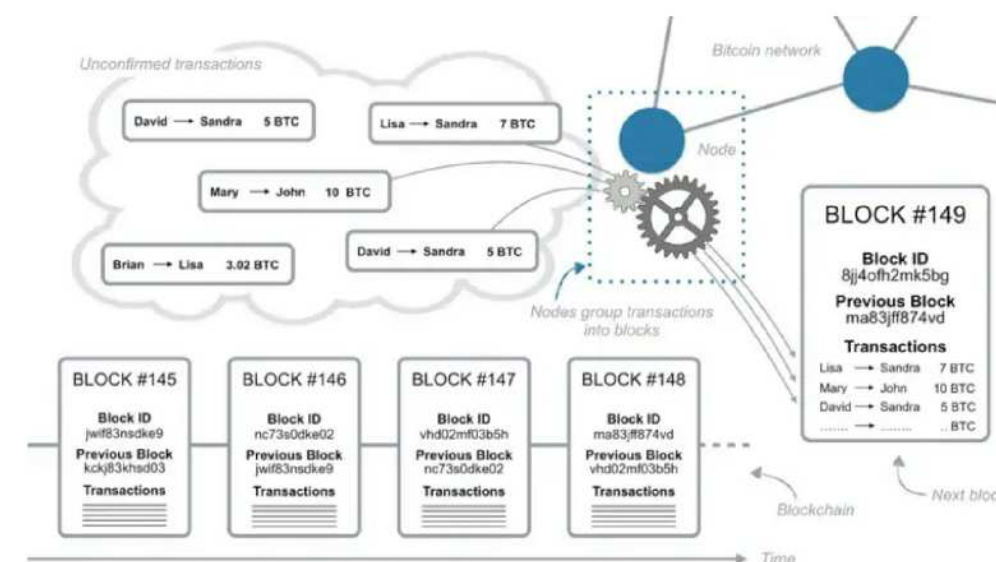 Unconfirmed transactions
David → Sandra 5 BTC
Lisa → Sandra 7 BTC
Mary → John 10 BTC
Brian → Lisa 3.02 BTC
David → Sandra 5 BTC
Bitcoin network
Node
Nodes group transactions
into blocks
BLOCK #149
Block ID
8jj4ofh2mk5bg
Previous Block
ma83jff874vd
Transactions
Lisa → Sandra 7 BTC
Mary → John 10 BTC
David → Sandra 5 BTC
....... → ....... .. BTC
Next bloc
BLOCK #145
Block ID
jwif83nsdke9
Previous Block
kckj83khsd03
Transactions
BLOCK #146
Block ID
nc73s0dke02
Previous Block
jwif83nsdke9
Transactions
BLOCK #147
Block ID
vhd02mf03b5h
Previous Block
nc73s0dke02
Transactions
BLOCK #148
Block ID
ma83jff874vd
Previous Block
vhd02mf03b5h
Transactions
Blockchain
Time